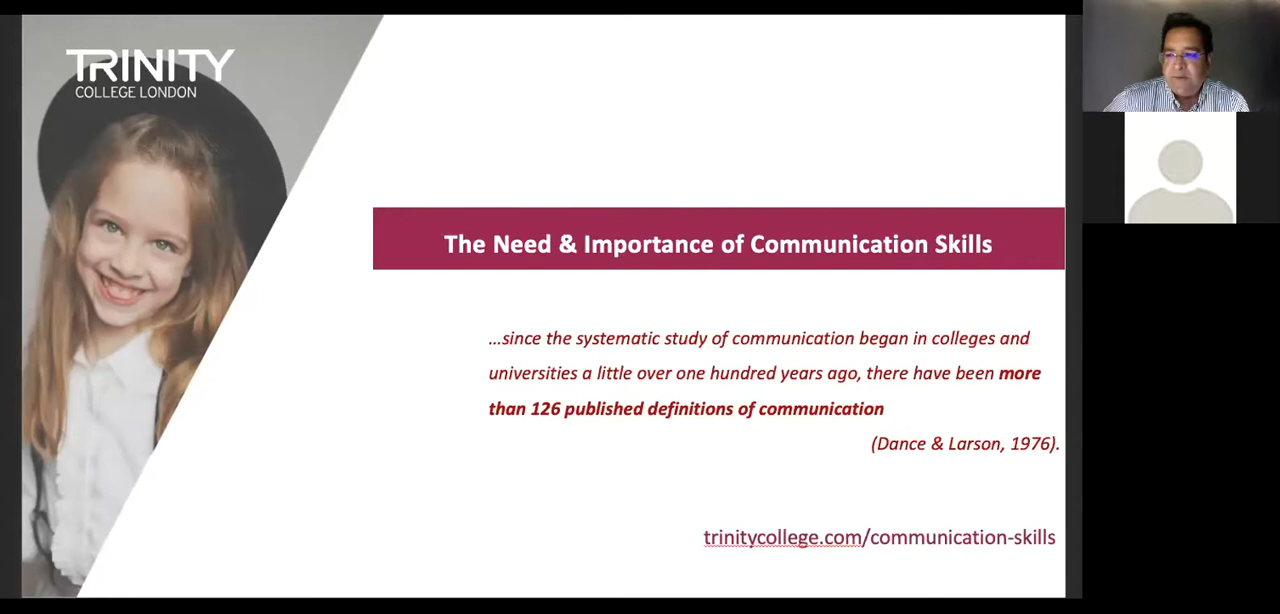 TRINITY
COLLEGE LONDON
The Need & Importance of Communication Skills
...since the systematic study of communication began in colleges and
universities a little over one hundred years ago, there have been more
than 126 published definitions of communication
(Dance & Larson, 1976).
trinitycollege.com/communication-skills